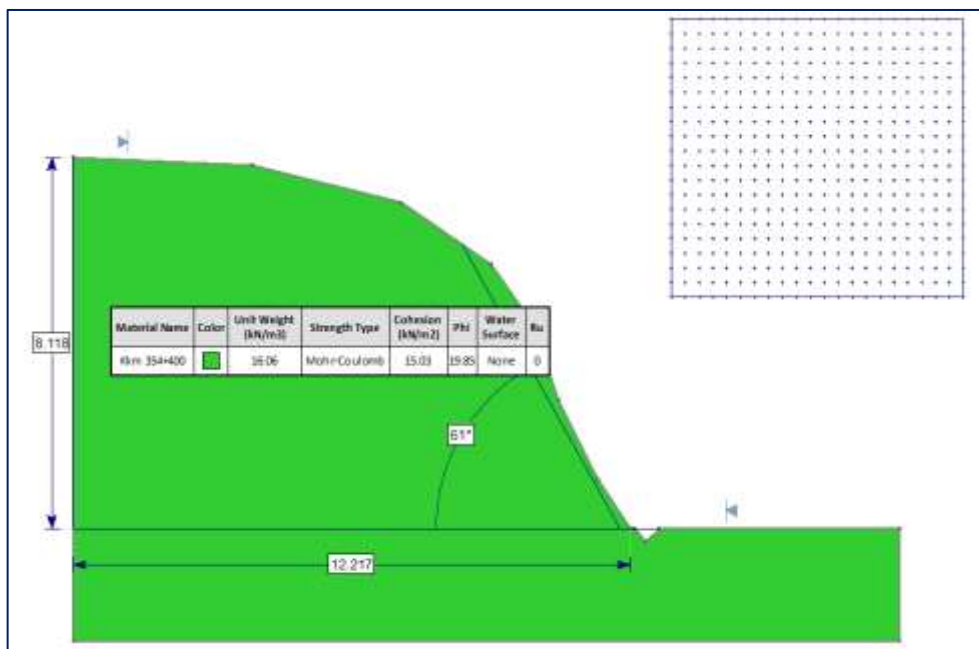 Material Name Color Unit Weight (kN/m3) Strength Type Cohesion (kN/m2) Phi Water Surface Ru
Kkm 354+400 16.06 Mohr-Coulomb 15.03 19.85 None 0
8.118
61°
12.217